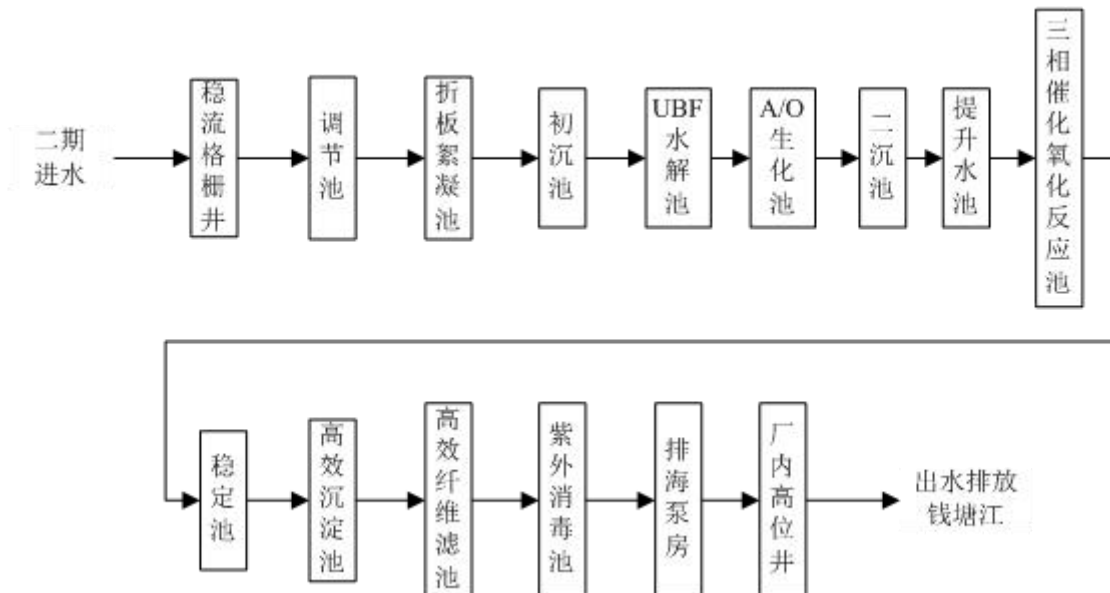 二期
进水
稳流格栅井
调节池
折板絮凝池
初沉池
UBF
水解池
A/O
生化池
二沉池
提升水池
三相催化氧化反应池
稳定池
高效沉淀池
高效纤维滤池
紫外消毒池
排海泵房
厂内高位井
出水排放
钱塘江